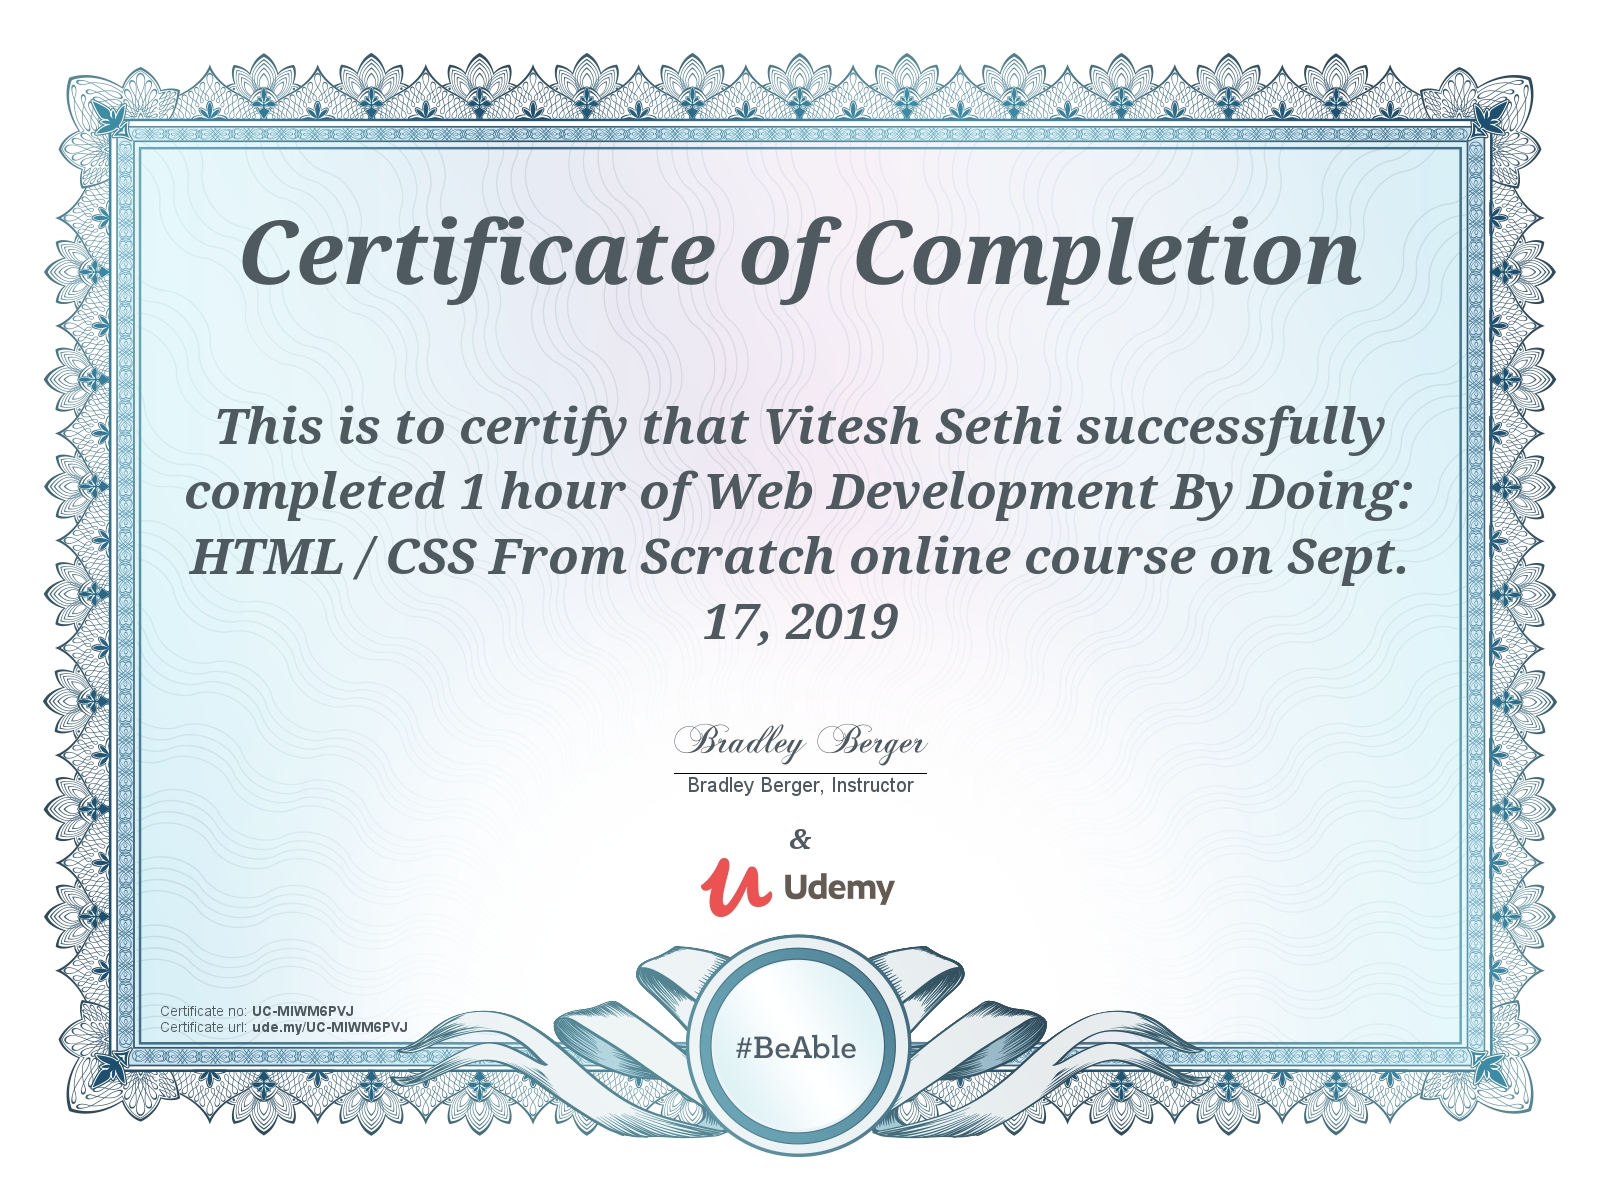 Certificate of Completion
This is to certify that Vitesh Sethi successfully
completed 1 hour of Web Development By Doing:
HTML / CSS From Scratch online course on Sept.
17, 2019
Bradley Berger
Bradley Berger, Instructor
&
Udemy
Certificate no: UC-MIWM6PVJ
Certificate url: ude.my/UC-MIWM6PVJ
#BeAble